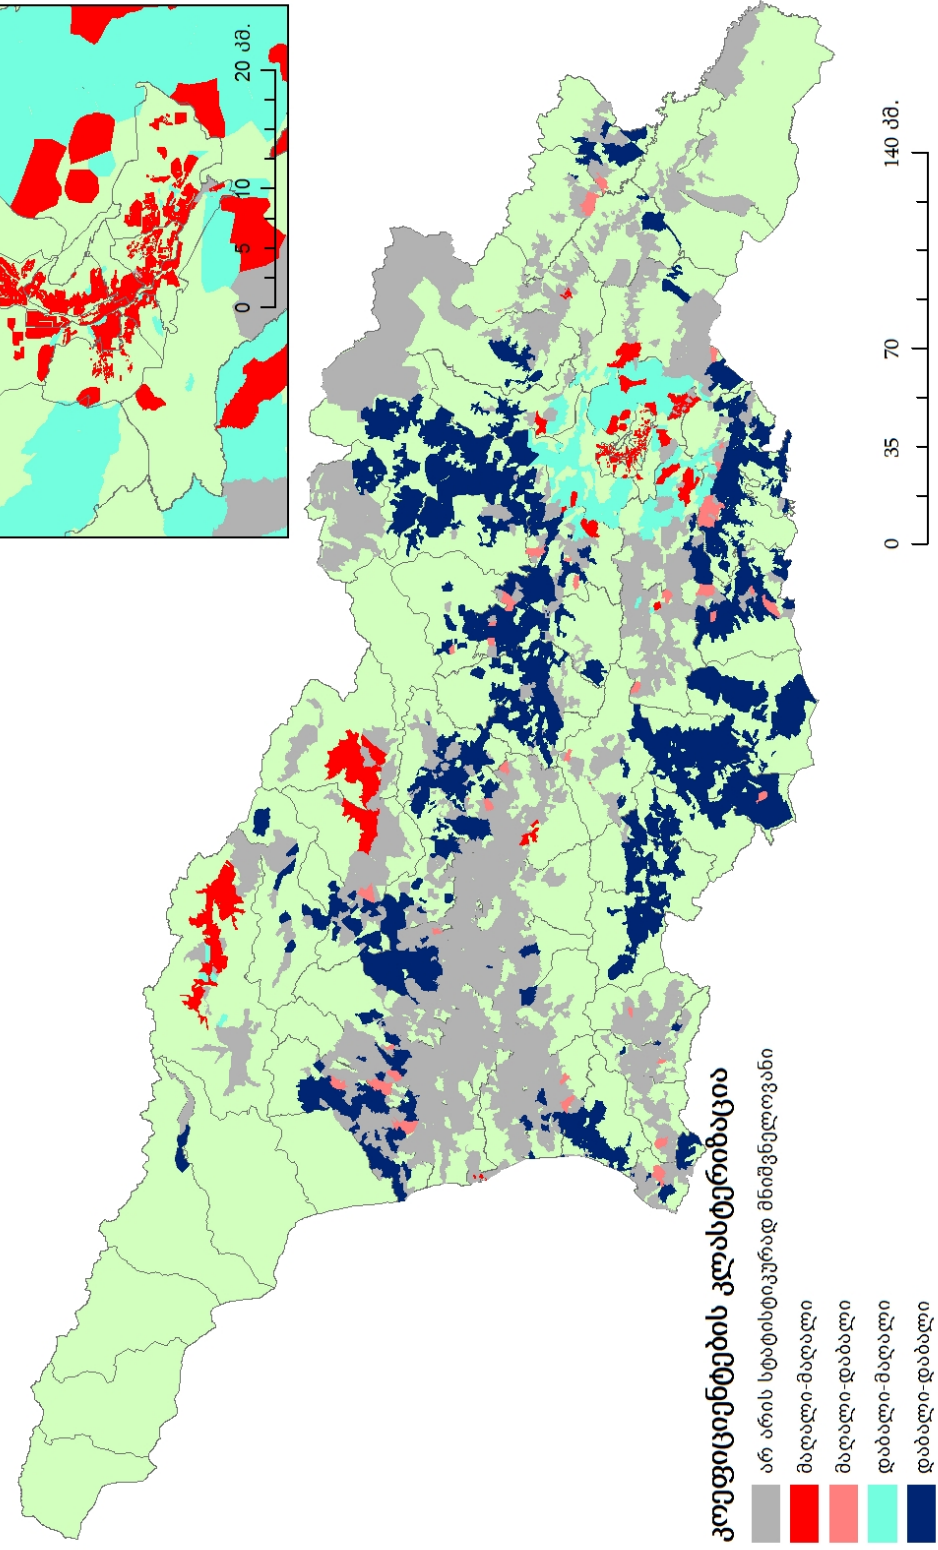 0 5 10 20 კმ.
კოეფიციენტების კლასტერიზაცია
არ არის სტატისტიკურად მნიშვნელოვანი
მაღალი-მაღალი
მაღალი-დაბალი
დაბალი-მაღალი
დაბალი-დაბალი
0 35 70 140 კმ.